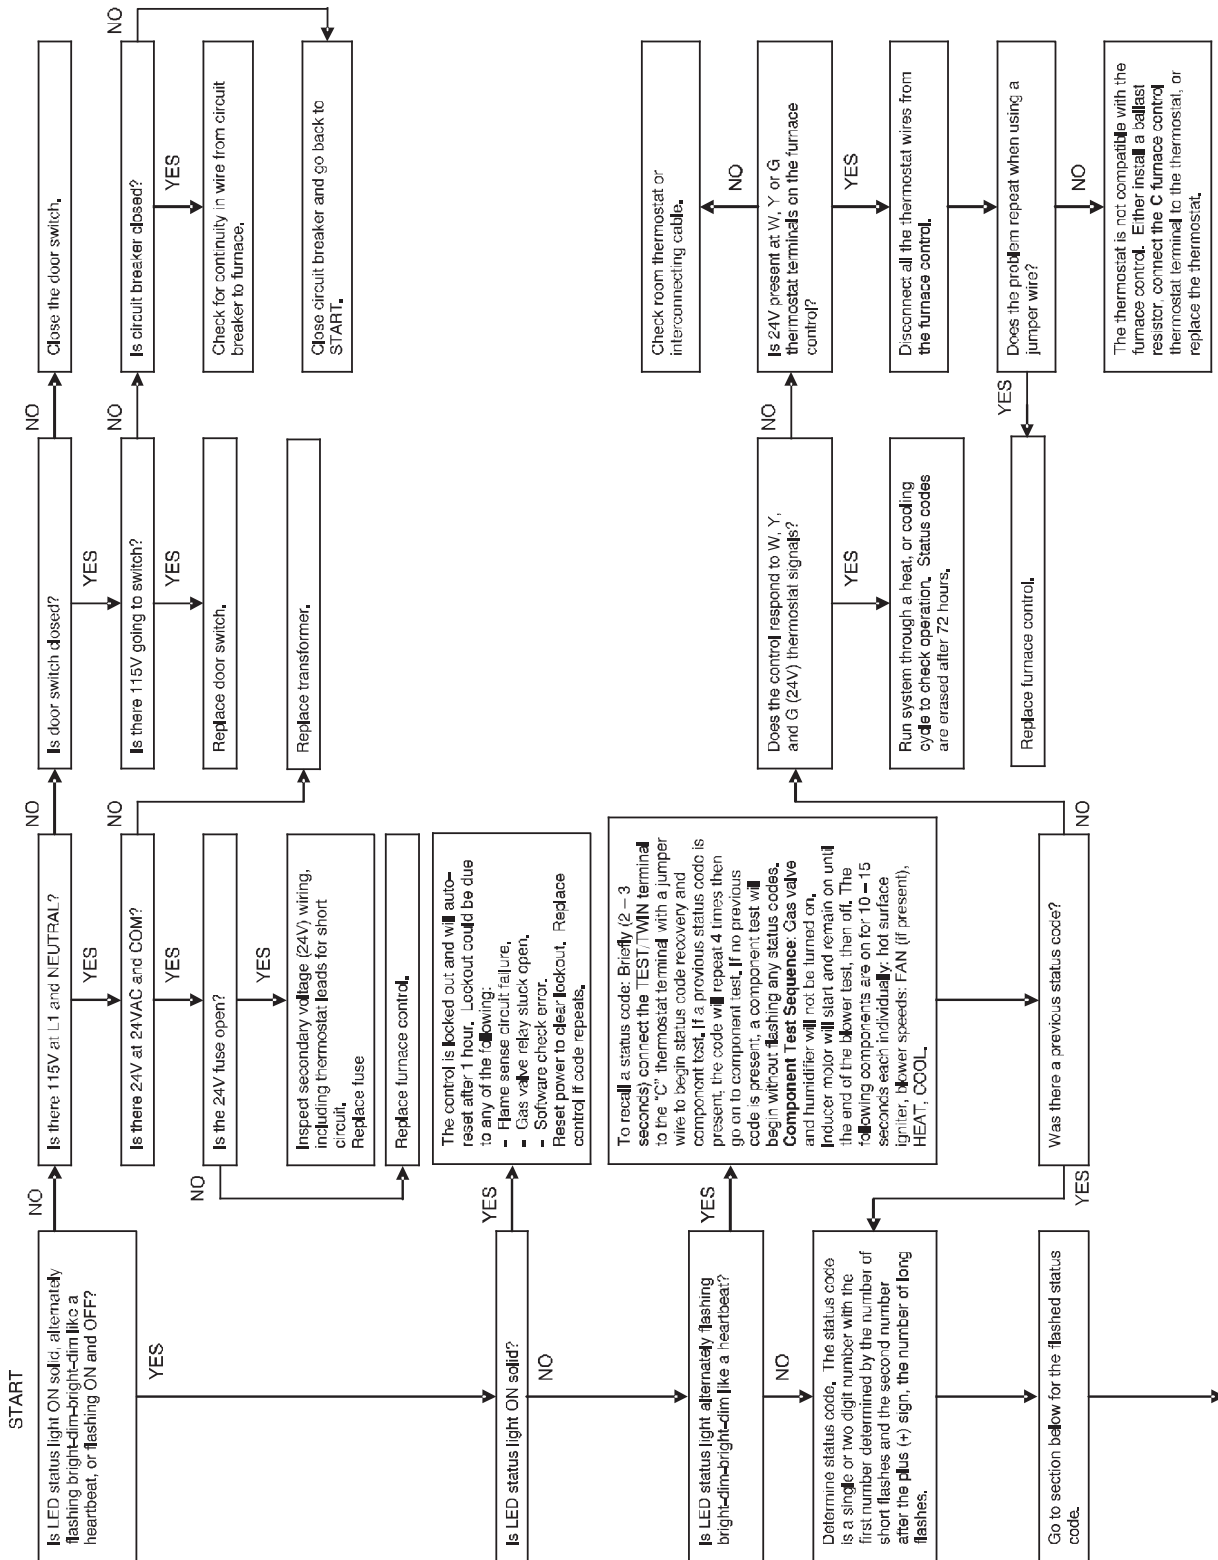 START
Is LED status light ON solid, alternately
flashing bright-dim-bright-dim like a
heartbeat, or flashing ON and OFF?
NO
YES
Is there 115V at L1 and NEUTRAL?
NO
YES
Is door switch closed?
NO
YES
Close the door switch.
Is there 24V at 24VAC and COM?
NO
YES
Is there 115V going to switch?
NO
YES
Is circuit breaker closed?
NO
YES
Is the 24V fuse open?
NO
YES
Replace door switch.
Check for continuity in wire from circuit
breaker to furnace.
Inspect secondary voltage (24V) wiring,
including thermostat leads for short
circuit.
Replace fuse
Replace transformer.
Close circuit breaker and go back to
START.
Replace furnace control.
Is LED status light ON solid?
YES
NO
The control is locked out and will auto-
reset after 1 hour. Lockout could be due
to any of the following:
- Flame sense circuit failure.
- Gas valve relay stuck open.
- Software check error.
Reset power to clear lockout. Replace
control if code repeats.
Is LED status light alternately flashing
bright-dim-bright-dim like a heartbeat?
YES
NO
To recall a status code: Briefly (2 – 3
seconds) connect the TEST/TWIN terminal
to the “C” thermostat terminal with a jumper
wire to begin status code recovery and
component test. If a previous status code is
present, the code will repeat 4 times then
go on to component test. If no previous
code is present, a component test will
begin without flashing any status codes.
Component Test Sequence: Gas valve
and humidifier will not be turned on.
Inducer motor will start and remain on until
the end of the blower test, then off. The
following components are on for 10 – 15
seconds each individually: hot surface
igniter, blower speeds: FAN (if present),
HEAT, COOL.
Determine status code. The status code
is a single or two digit number with the
first number determined by the number of
short flashes and the second number
after the plus (+) sign, the number of long
flashes.
Was there a previous status code?
YES
NO
Go to section below for the flashed status
code.
Does the control respond to W, Y,
and G (24V) thermostat signals?
NO
YES
Run system through a heat, or cooling
cycle to check operation. Status codes
are erased after 72 hours.
Check room thermostat or
interconnecting cable.
NO
Is 24V present at W, Y or G
thermostat terminals on the furnace
control?
YES
Disconnect all the thermostat wires from
the furnace control.
Does the problem repeat when using a
jumper wire?
YES
NO
Replace furnace control.
The thermostat is not compatible with the
furnace control. Either install a ballast
resistor, connect the C furnace control
thermostat terminal to the thermostat, or
replace the thermostat.